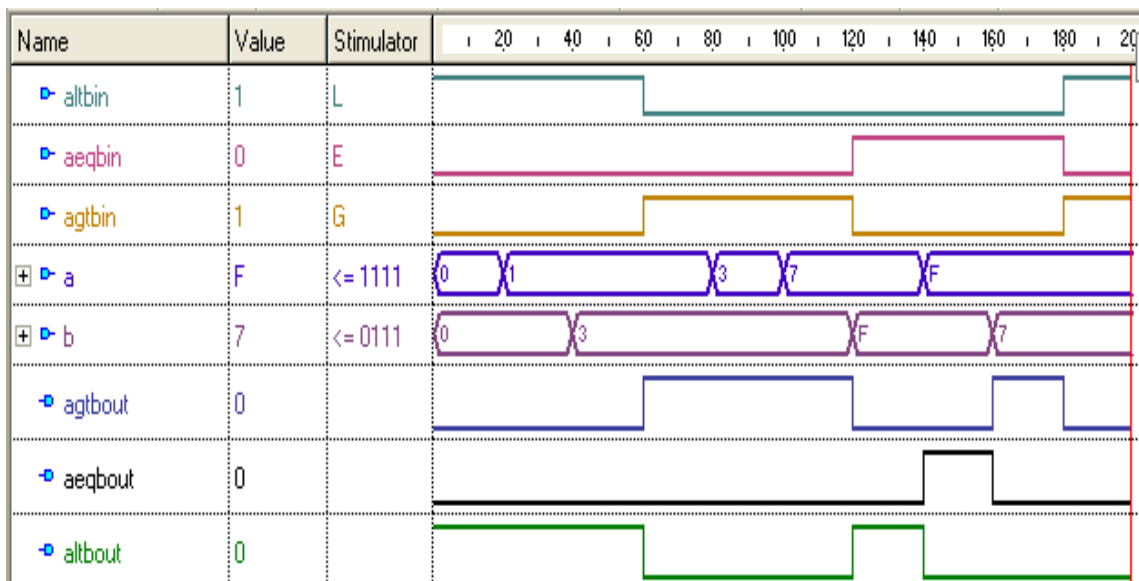 Name Value Stimulator 20 40 60 80 100 120 140 160 180 20
altbin 1 L
aeqbin 0 E
agtbin 1 G
a F <= 1111 0 1 3 7 F
b 7 <= 0111 0 3 F 7
agtbout 0
aeqbout 0
altbout 0